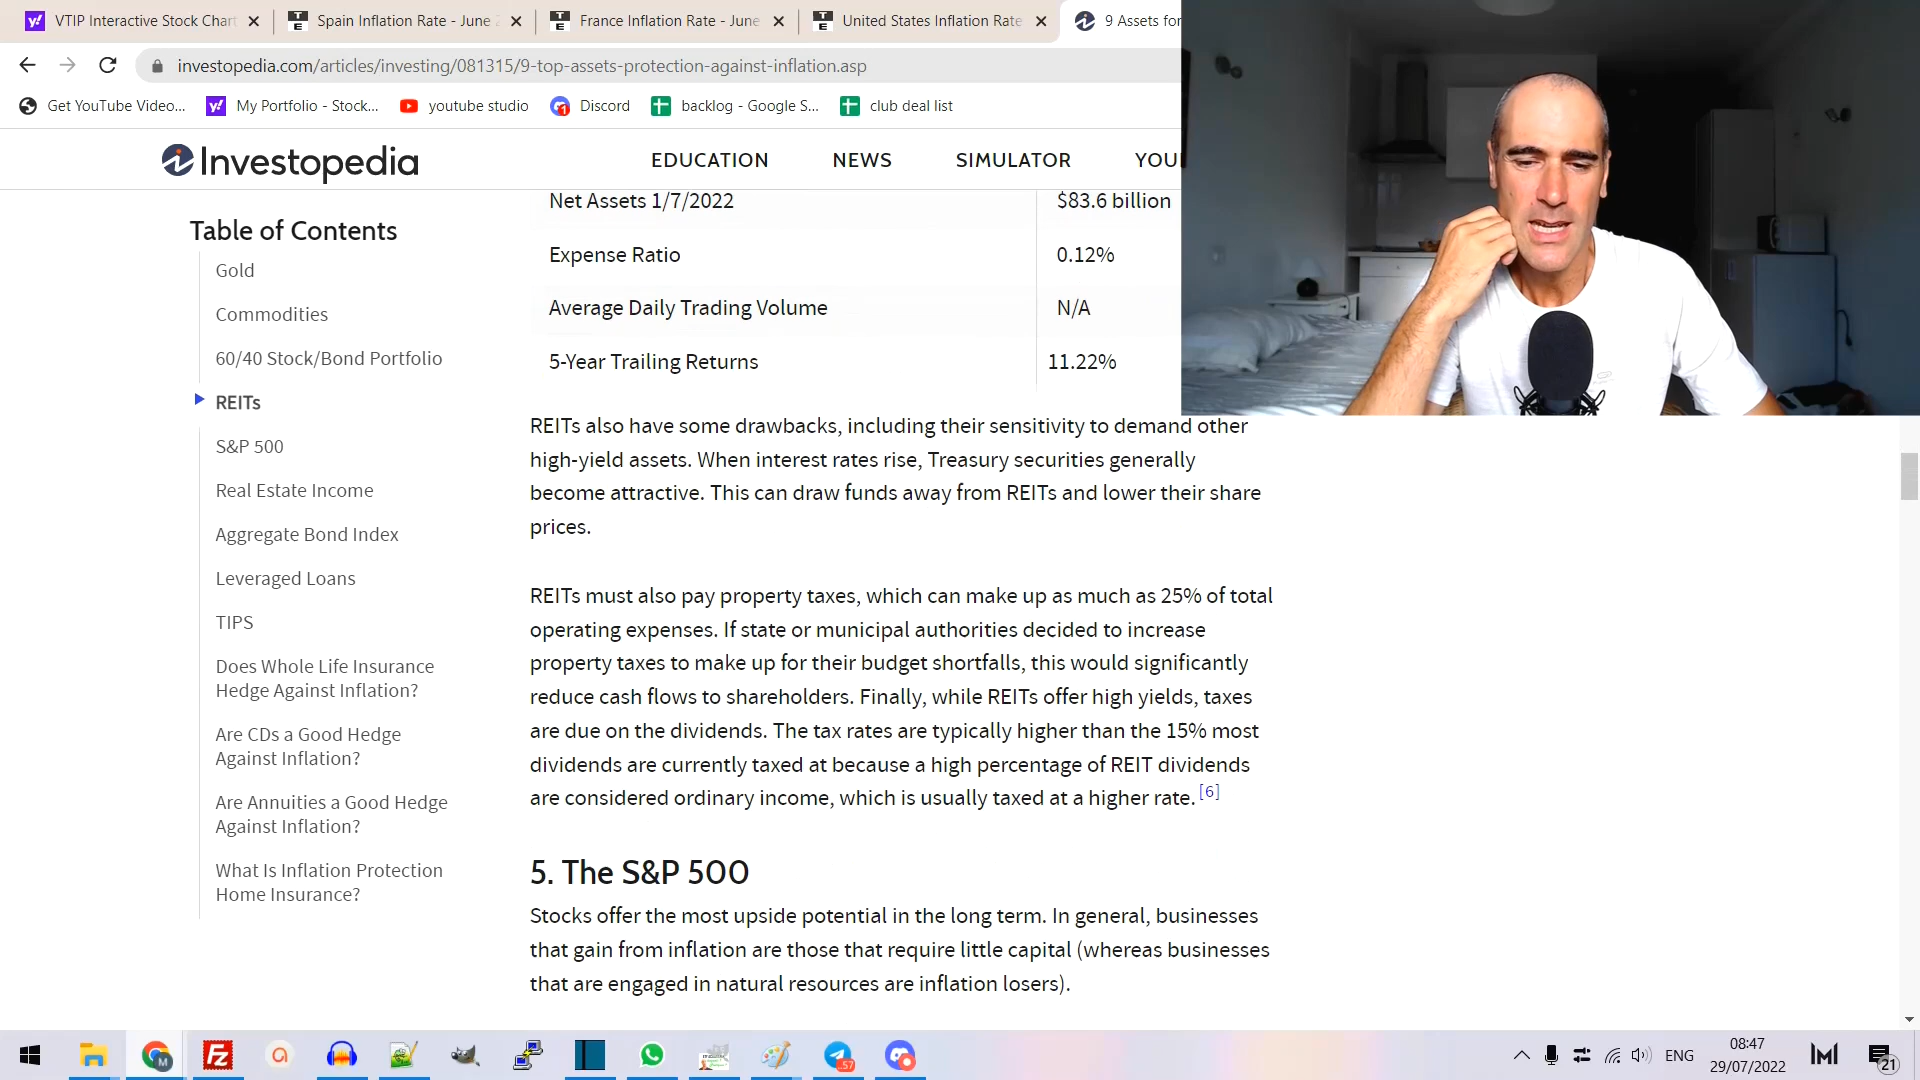 VTIP Interactive Stock Chart
Spain Inflation Rate - June 2
France Inflation Rate - June
United States Inflation Rate
9 Assets for
investopedia.com/articles/investing/081315/9-top-assets-protection-against-inflation.asp
Get YouTube Video...
My Portfolio - Stock...
youtube studio
Discord
backlog - Google S...
club deal list
Investopedia
EDUCATION
NEWS
SIMULATOR
YOU
Table of Contents
Gold
Commodities
60/40 Stock/Bond Portfolio
REITs
S&P 500
Real Estate Income
Aggregate Bond Index
Leveraged Loans
TIPS
Does Whole Life Insurance
Hedge Against Inflation?
Are CDs a Good Hedge
Against Inflation?
Are Annuities a Good Hedge
Against Inflation?
What Is Inflation Protection
Home Insurance?
Net Assets 1/7/2022 $83.6 billion
Expense Ratio 0.12%
Average Daily Trading Volume N/A
5-Year Trailing Returns 11.22%
REITs also have some drawbacks, including their sensitivity to demand other
high-yield assets. When interest rates rise, Treasury securities generally
become attractive. This can draw funds away from REITs and lower their share
prices.
REITs must also pay property taxes, which can make up as much as 25% of total
operating expenses. If state or municipal authorities decided to increase
property taxes to make up for their budget shortfalls, this would significantly
reduce cash flows to shareholders. Finally, while REITs offer high yields, taxes
are due on the dividends. The tax rates are typically higher than the 15% most
dividends are currently taxed at because a high percentage of REIT dividends
are considered ordinary income, which is usually taxed at a higher rate. [6]
5. The S&P 500
Stocks offer the most upside potential in the long term. In general, businesses
that gain from inflation are those that require little capital (whereas businesses
that are engaged in natural resources are inflation losers).
ENG
08:47
29/07/2022
21